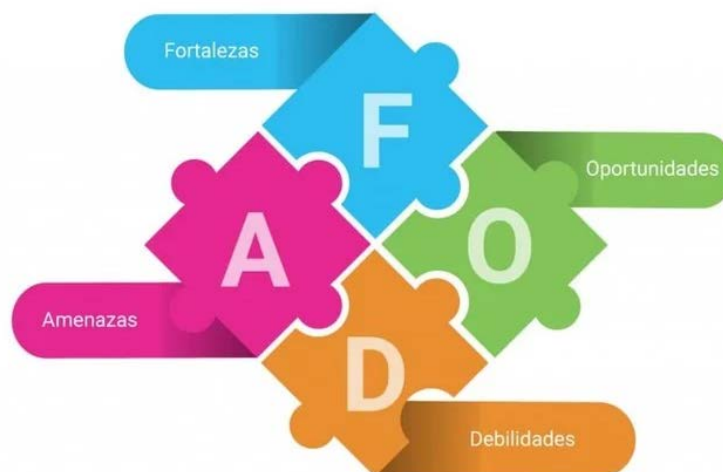 Fortalezas
F
Oportunidades
A
O
Amenazas
D
Debilidades